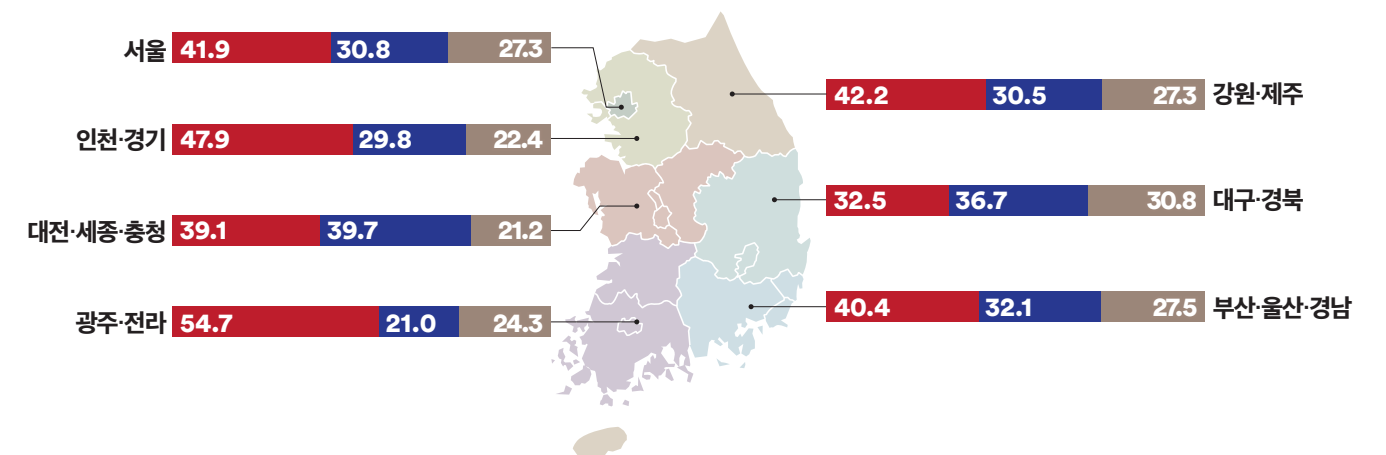 서울 41.9 30.8 27.3
인천·경기 47.9 29.8 22.4
대전·세종·충청 39.1 39.7 21.2
광주·전라 54.7 21.0 24.3
42.2 30.5 27.3 강원·제주
32.5 36.7 30.8 대구·경북
40.4 32.1 27.5 부산·울산·경남